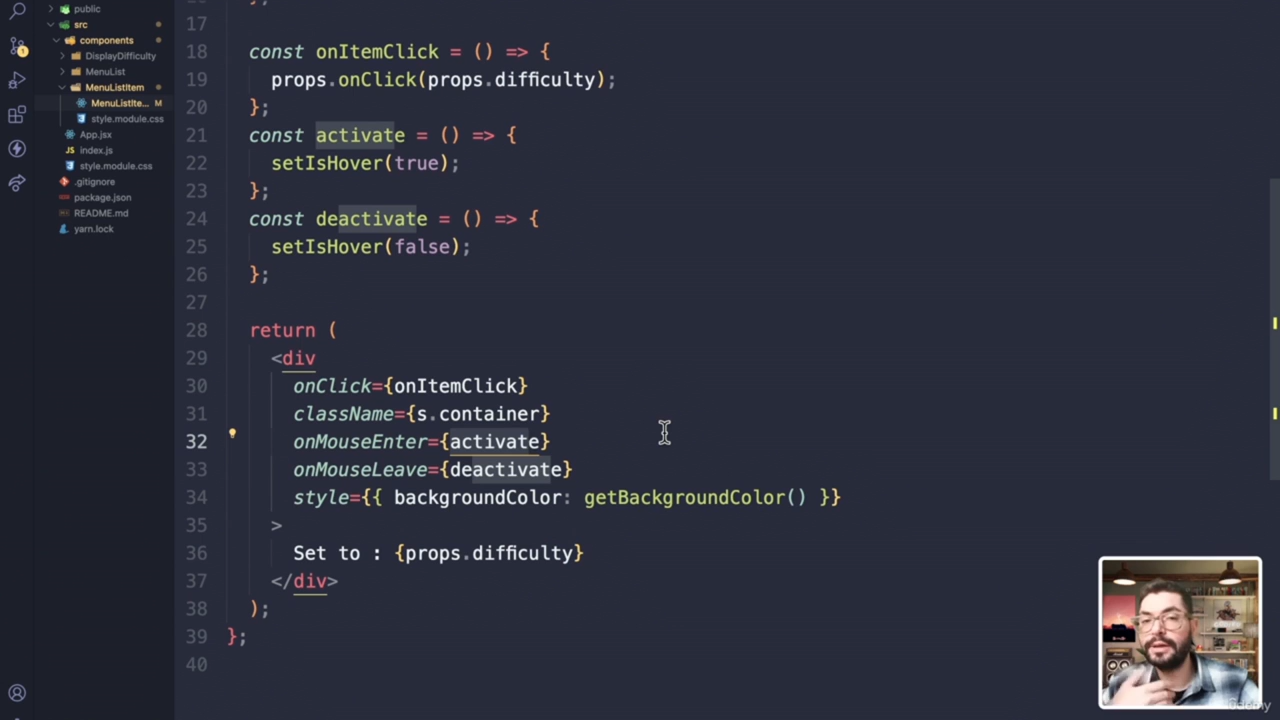 public
src
components
DisplayDifficulty
MenuList
MenuListItem
MenuListIte... M
style.module.css
App.jsx
index.js
style.module.css
.gitignore
package.json
README.md
yarn.lock
17
18 const onItemClick = () => {
19 props.onClick(props.difficulty);
20 };
21 const activate = () => {
22 setIsHover(true);
23 };
24 const deactivate = () => {
25 setIsHover(false);
26 };
27
28 return (
29 <div
30 onClick={onItemClick}
31 className={s.container}
32 onMouseEnter={activate}
33 onMouseLeave={deactivate}
34 style={{ backgroundColor: getBackgroundColor() }}
35 >
36 Set to : {props.difficulty}
37 </div>
38 );
39 };
40